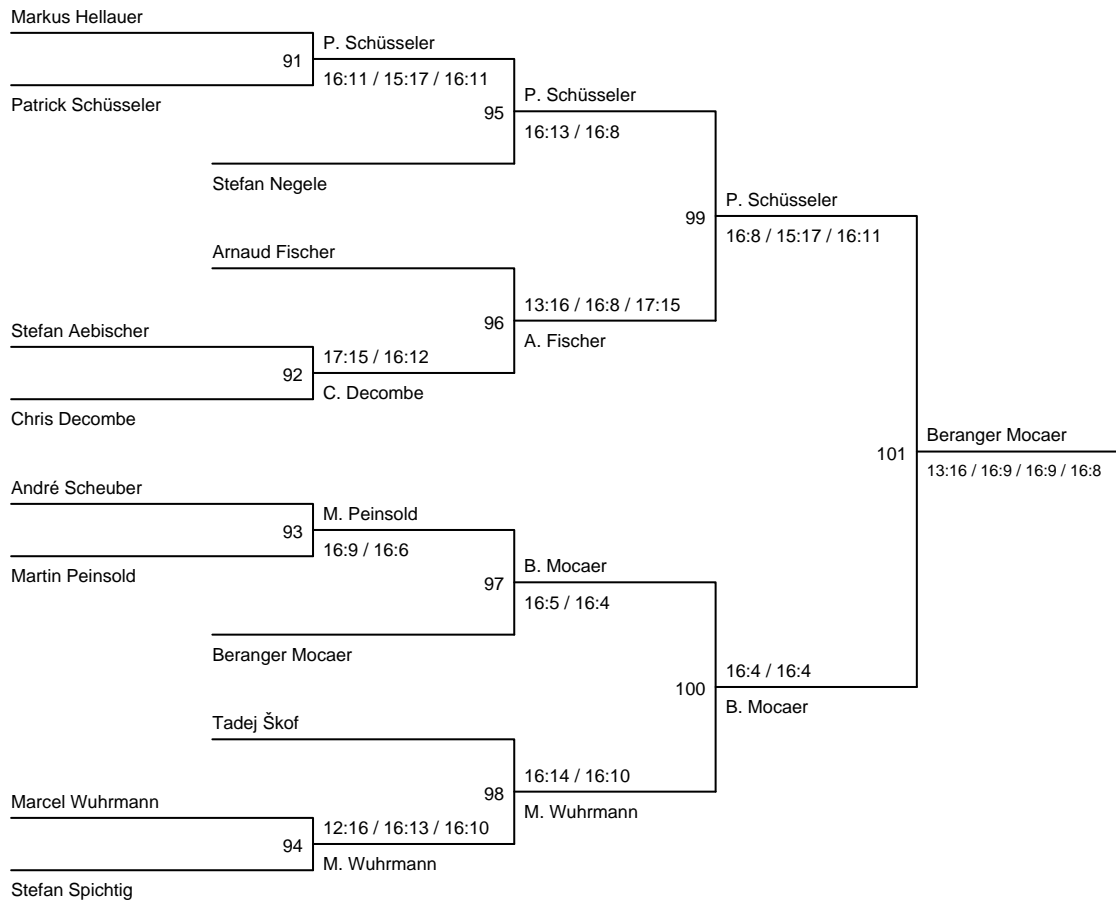 Markus Hellauer
P. Schüsseler
91
16:11 / 15:17 / 16:11
Patrick Schüsseler
P. Schüsseler
95
16:13 / 16:8
Stefan Negele
P. Schüsseler
99
16:8 / 15:17 / 16:11
Arnaud Fischer
13:16 / 16:8 / 17:15
96
A. Fischer
Stefan Aebischer
17:15 / 16:12
92
C. Decombe
Chris Decombe
Beranger Mocaer
101
13:16 / 16:9 / 16:9 / 16:8
André Scheuber
M. Peinsold
93
16:9 / 16:6
Martin Peinsold
B. Mocaer
97
16:5 / 16:4
Beranger Mocaer
16:4 / 16:4
100
B. Mocaer
Tadej Škof
16:14 / 16:10
98
M. Wuhrmann
Marcel Wuhrmann
12:16 / 16:13 / 16:10
94
M. Wuhrmann
Stefan Spichtig